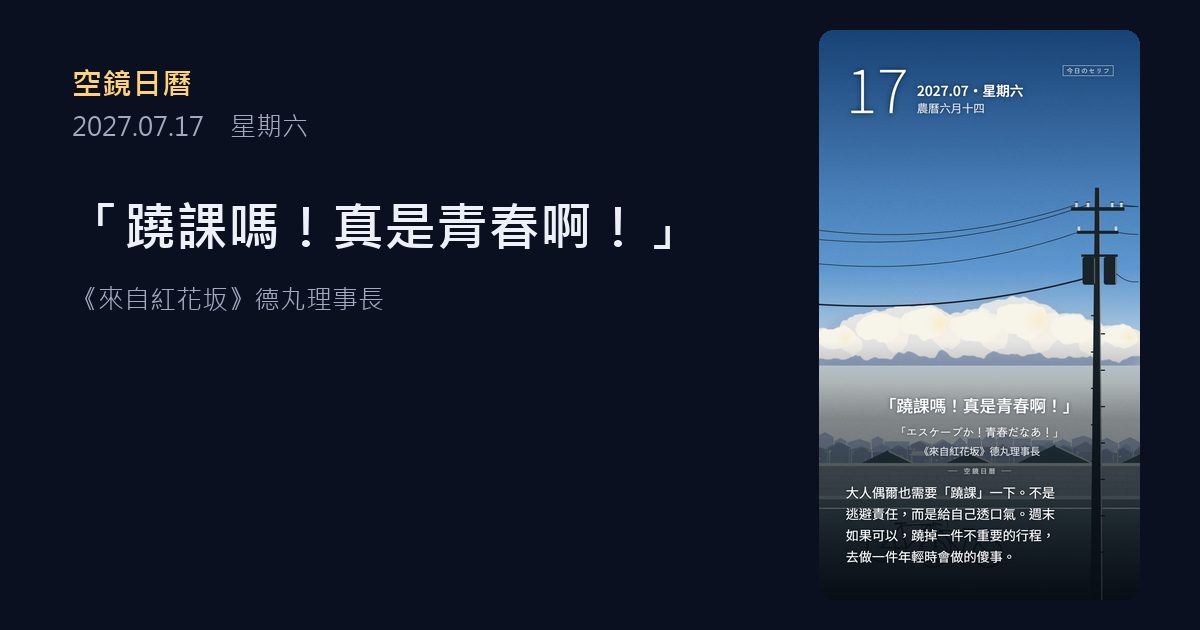 空鏡日曆
2027.07.17 星期六
「蹺課嗎！真是青春啊！」
《來自紅花坂》德丸理事長
今日のセリフ
17
2027.07・星期六
農曆六月十四
「蹺課嗎！真是青春啊！」
「エスケープか！青春だなあ！」
《來自紅花坂》德丸理事長
空鏡日曆
大人偶爾也需要「蹺課」一下。不是
逃避責任，而是給自己透口氣。週末
如果可以，蹺掉一件不重要的行程，
去做一件年輕時會做的傻事。